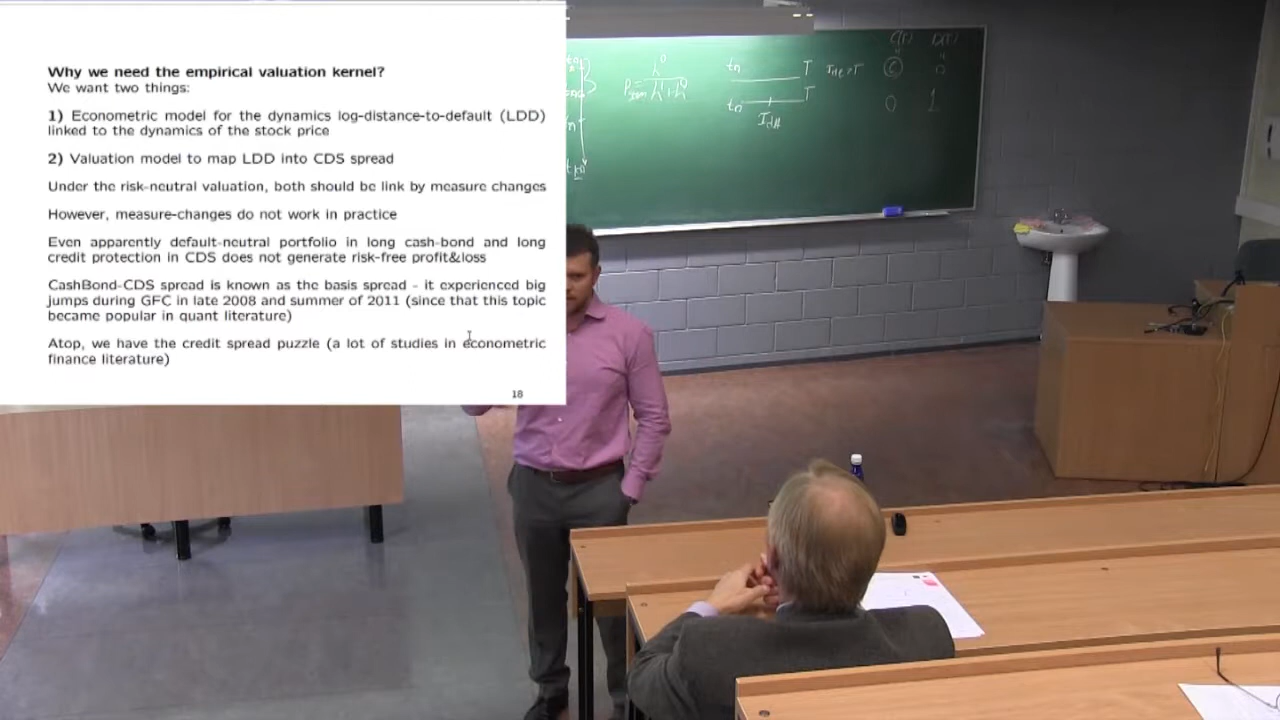 Why we need the empirical valuation kernel?
We want two things:
1) Econometric model for the dynamics log-distance-to-default (LDD)
linked to the dynamics of the stock price
2) Valuation model to map LDD into CDS spread
Under the risk-neutral valuation, both should be link by measure changes
However, measure-changes do not work in practice
Even apparently default-neutral portfolio in long cash-bond and long
credit protection in CDS does not generate risk-free profit&loss
CashBond-CDS spread is known as the basis spread - it experienced big
jumps during GFC in late 2008 and summer of 2011 (since that this topic
became popular in quant literature)
Atop, we have the credit spread puzzle (a lot of studies in econometric
finance literature)
18
tn T
tn T
0 1